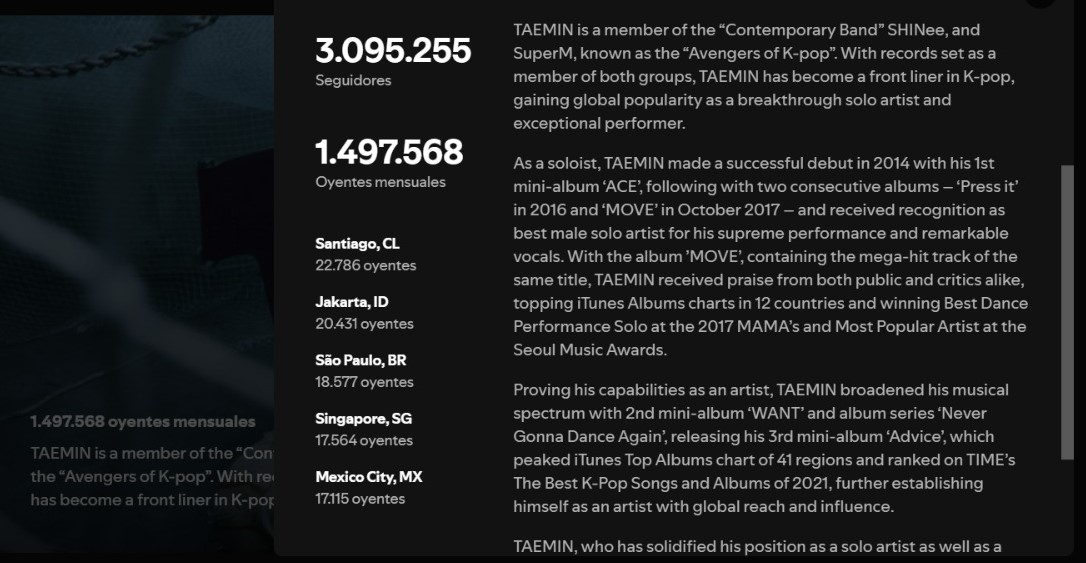 3.095.255
Seguidores
1.497.568
Oyentes mensuales
Santiago, CL
22.786 oyentes
Jakarta, ID
20.431 oyentes
São Paulo, BR
18.577 oyentes
Singapore, SG
17.564 oyentes
Mexico City, MX
17.115 oyentes
TAEMIN is a member of the “Contemporary Band” SHINee, and
SuperM, known as the “Avengers of K-pop”. With records set as a
member of both groups, TAEMIN has become a front liner in K-pop,
gaining global popularity as a breakthrough solo artist and
exceptional performer.
As a soloist, TAEMIN made a successful debut in 2014 with his 1st
mini-album ‘ACE’, following with two consecutive albums – ‘Press it’
in 2016 and ‘MOVE’ in October 2017 – and received recognition as
best male solo artist for his supreme performance and remarkable
vocals. With the album ’MOVE’, containing the mega-hit track of the
same title, TAEMIN received praise from both public and critics alike,
topping iTunes Albums charts in 12 countries and winning Best Dance
Performance Solo at the 2017 MAMA’s and Most Popular Artist at the
Seoul Music Awards.
Proving his capabilities as an artist, TAEMIN broadened his musical
spectrum with 2nd mini-album ‘WANT’ and album series ‘Never
Gonna Dance Again’, releasing his 3rd mini-album ‘Advice’, which
peaked iTunes Top Albums chart of 41 regions and ranked on TIME’s
The Best K-Pop Songs and Albums of 2021, further establishing
himself as an artist with global reach and influence.
TAEMIN, who has solidified his position as a solo artist as well as a
1.497.568 oyentes mensuales
TAEMIN is a member of the “Con
the “Avengers of K-pop”. With re
has become a front liner in K-pop